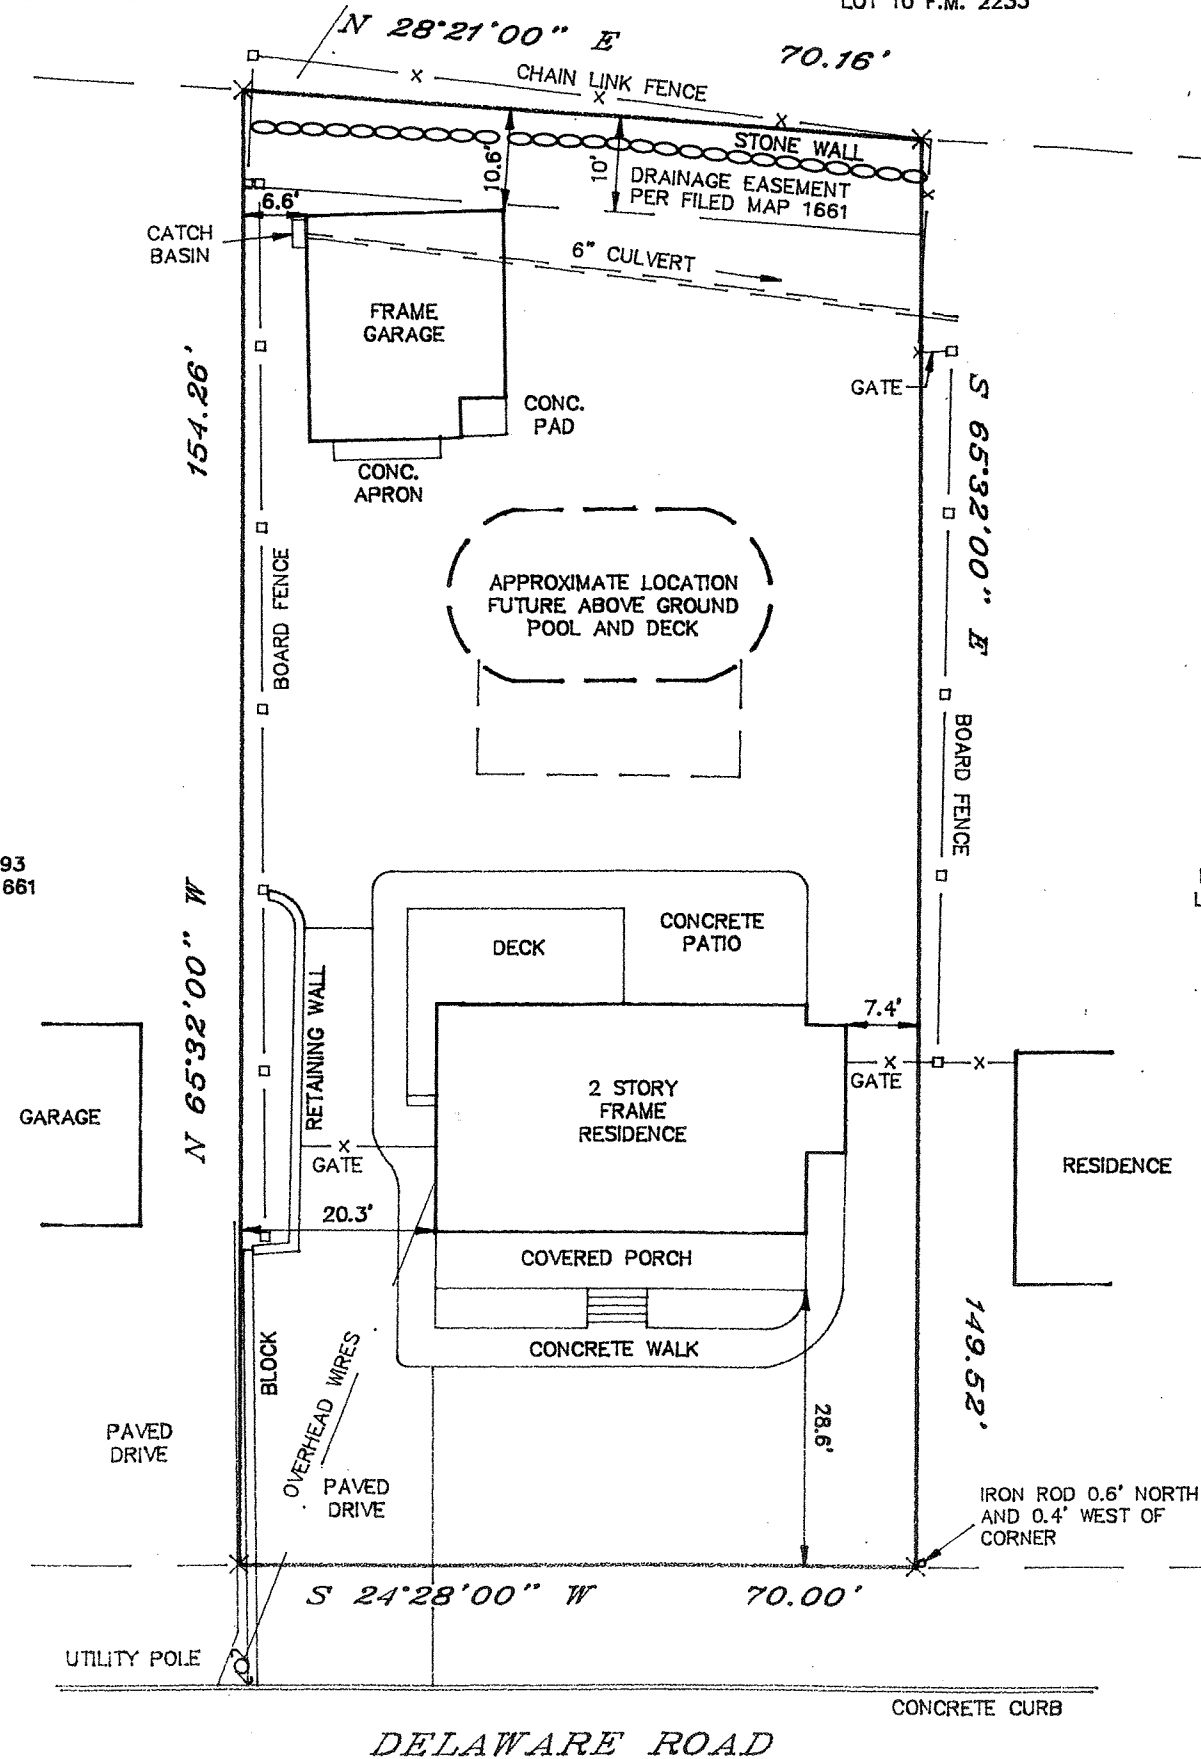 LOT 16 F.M. 2235
N 28°21'00" E 70.16'
CHAIN LINK FENCE
STONE WALL
10.6'
10'
DRAINAGE EASEMENT
PER FILED MAP 1661
6.6'
CATCH
BASIN
6" CULVERT
FRAME
GARAGE
154.26'
GATE
CONC.
PAD
S 65°32'00" E
CONC.
APRON
BOARD FENCE
APPROXIMATE LOCATION
FUTURE ABOVE GROUND
POOL AND DECK
BOARD FENCE
93
661
N 65°32'00" W
CONCRETE
PATIO
DECK
RETAINING WALL
7.4'
GARAGE
2 STORY
FRAME
RESIDENCE
GATE
GATE
RESIDENCE
20.3'
COVERED PORCH
149.52'
CONCRETE WALK
BLOCK
OVERHEAD WIRES
28.6'
PAVED
DRIVE
PAVED
DRIVE
IRON ROD 0.6' NORTH
AND 0.4' WEST OF
CORNER
S 24°28'00" W 70.00'
UTILITY POLE
CONCRETE CURB
DELAWARE ROAD